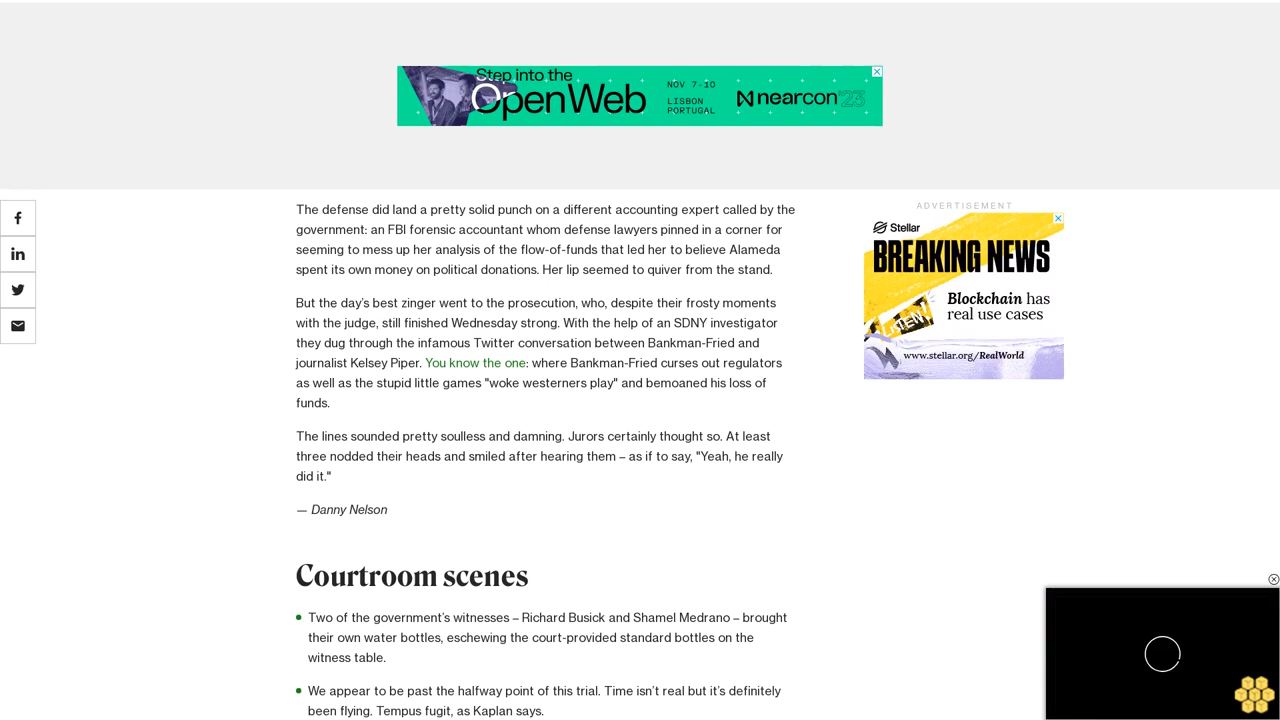 Step into the
OpenWeb
NOV 7-10
LISBON
PORTUGAL
nearcon'23
The defense did land a pretty solid punch on a different accounting expert called by the
government: an FBI forensic accountant whom defense lawyers pinned in a corner for
seeming to mess up her analysis of the flow-of-funds that led her to believe Alameda
spent its own money on political donations. Her lip seemed to quiver from the stand.
But the day’s best zinger went to the prosecution, who, despite their frosty moments
with the judge, still finished Wednesday strong. With the help of an SDNY investigator
they dug through the infamous Twitter conversation between Bankman-Fried and
journalist Kelsey Piper. You know the one: where Bankman-Fried curses out regulators
as well as the stupid little games "woke westerners play" and bemoaned his loss of
funds.
The lines sounded pretty soulless and damning. Jurors certainly thought so. At least
three nodded their heads and smiled after hearing them – as if to say, "Yeah, he really
did it."
— Danny Nelson
Courtroom scenes
Two of the government’s witnesses – Richard Busick and Shamel Medrano – brought
their own water bottles, eschewing the court-provided standard bottles on the
witness table.
We appear to be past the halfway point of this trial. Time isn’t real but it’s definitely
been flying. Tempus fugit, as Kaplan says.
ADVERTISEMENT
Stellar
BREAKING NEWS
Blockchain has
real use cases
LISTEN!
www.stellar.org/RealWorld